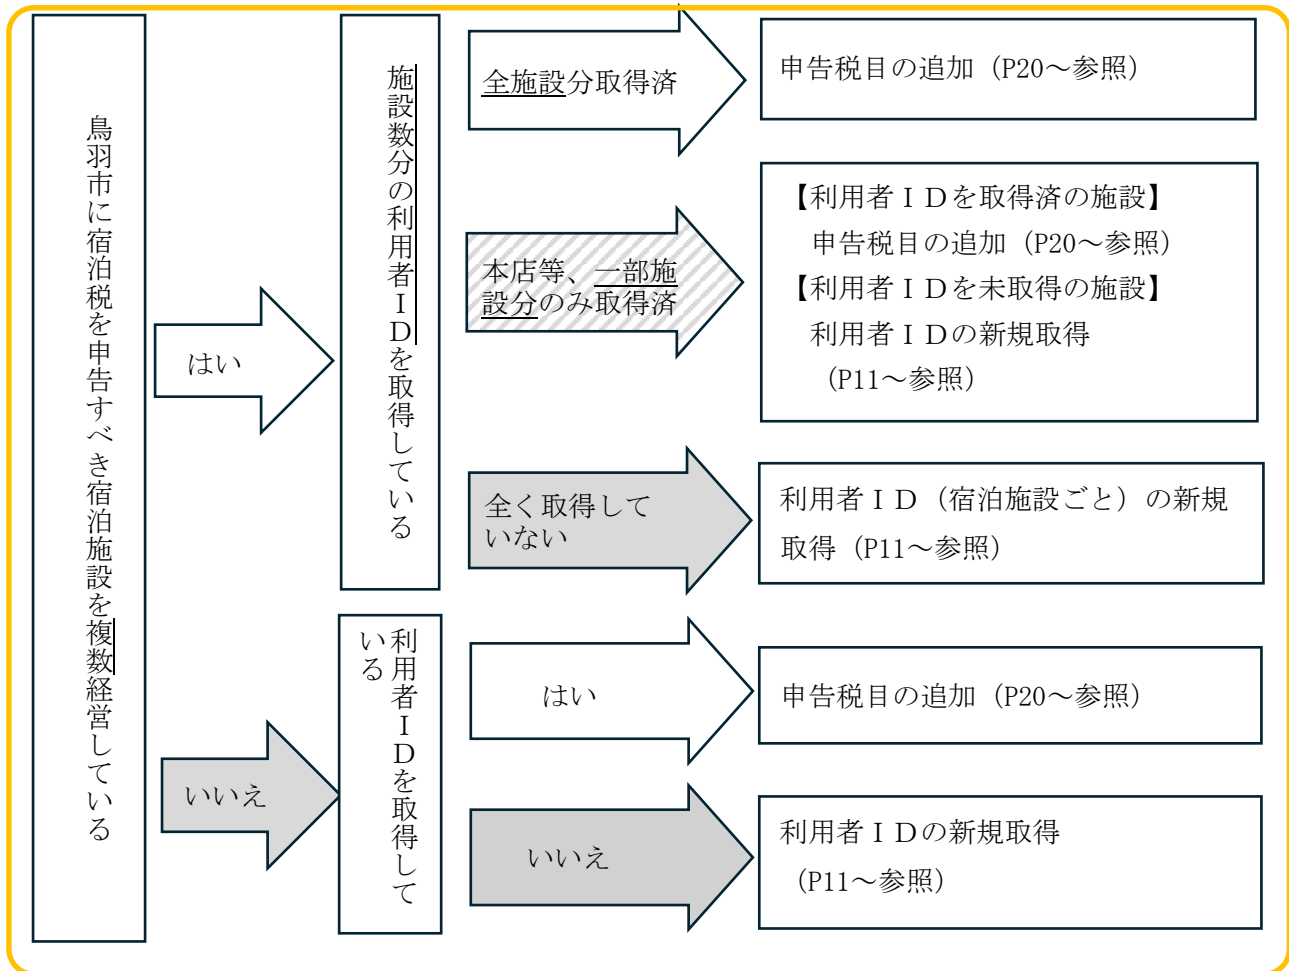 鳥羽市に宿泊税を申告すべき宿泊施設を複数経営している
はい
施設数分の利用者ＩＤを取得している
全施設分取得済
申告税目の追加（P20～参照）
本店等、一部施
設分のみ取得済
【利用者ＩＤを取得済の施設】
申告税目の追加（P20～参照）
【利用者ＩＤを未取得の施設】
利用者ＩＤの新規取得
（P11～参照）
全く取得して
いない
利用者ＩＤ（宿泊施設ごと）の新規
取得（P11～参照）
いいえ
利用者ＩＤを取得して
いる
はい
申告税目の追加（P20～参照）
いいえ
利用者ＩＤの新規取得
（P11～参照）